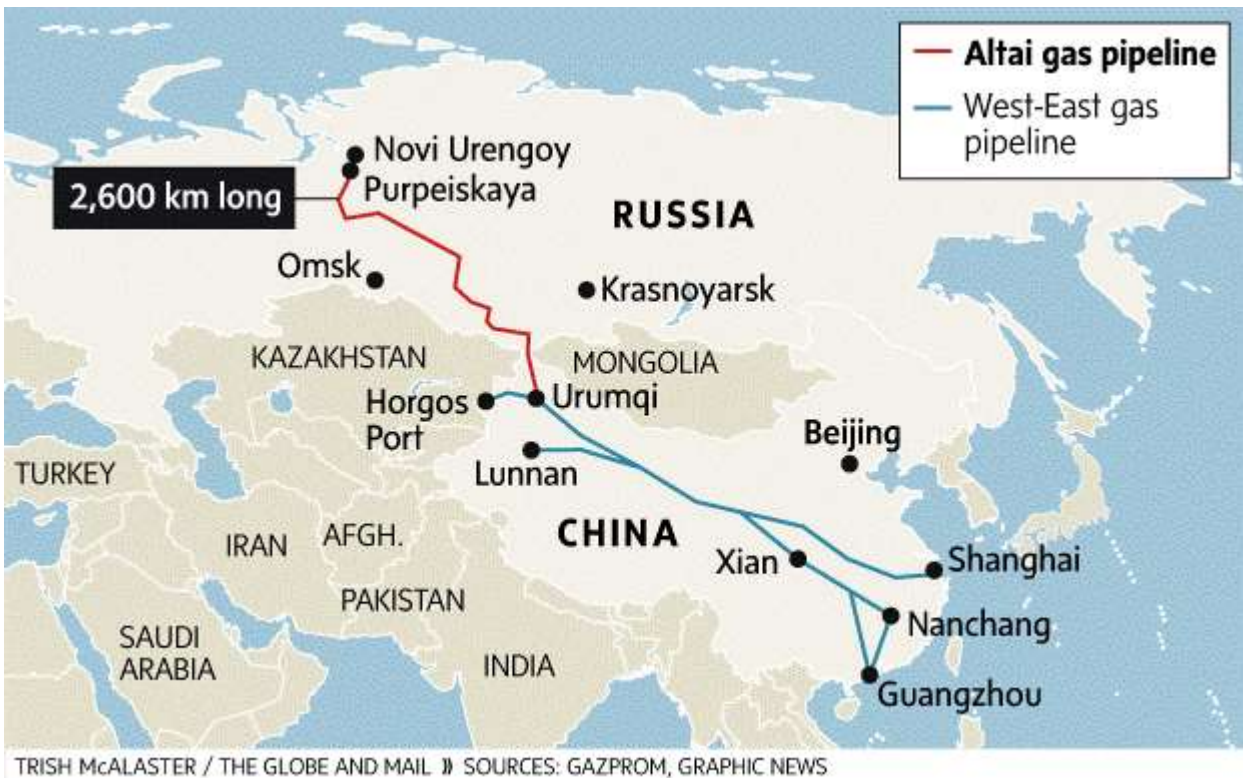 Altai gas pipeline
West-East gas
pipeline
Novi Urengoy
Purpeiskaya
2,600 km long
RUSSIA
Omsk
Krasnoyarsk
KAZAKHSTAN
MONGOLIA
Horgos
Port
Urumqi
Beijing
Lunnan
TURKEY
CHINA
IRAN
AFGH.
Xian
Shanghai
PAKISTAN
Nanchang
SAUDI
ARABIA
INDIA
Guangzhou
TRISH McALASTER / THE GLOBE AND MAIL » SOURCES: GAZPROM, GRAPHIC NEWS